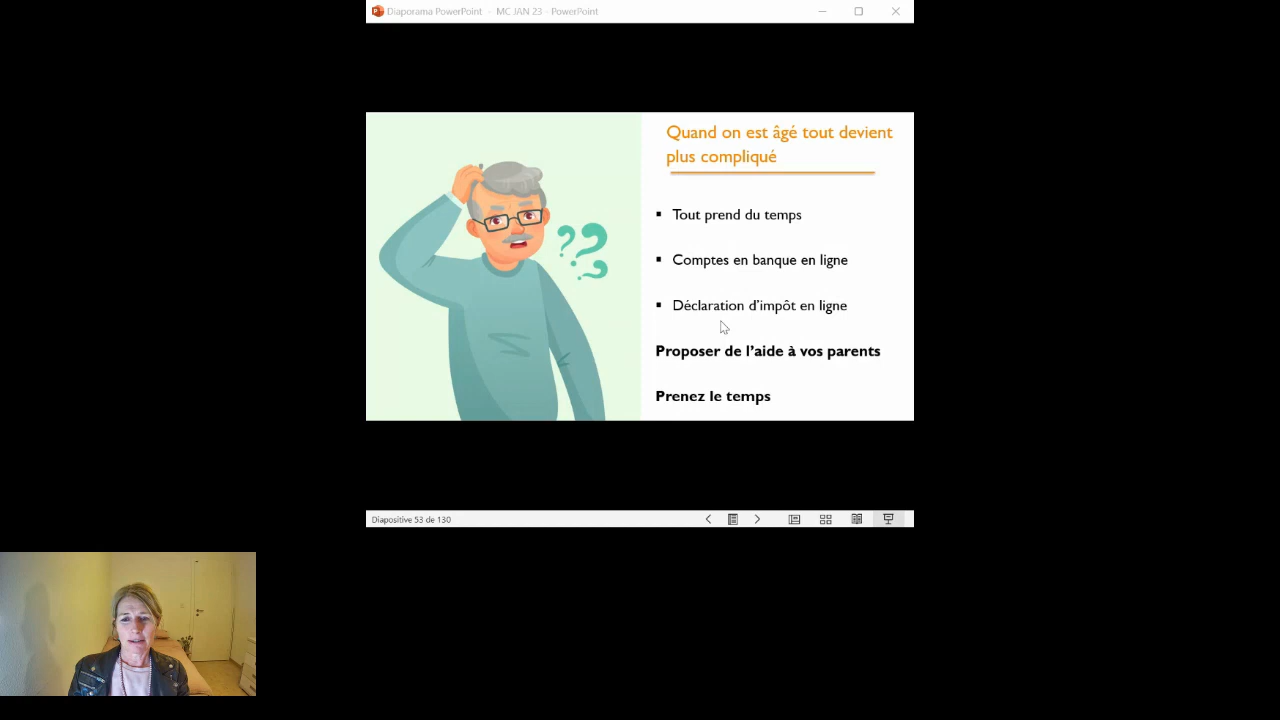 Diaporama PowerPoint - MC JAN 23 - PowerPoint
Quand on est âgé tout devient
plus compliqué
▪ Tout prend du temps
▪ Comptes en banque en ligne
▪ Déclaration d'impôt en ligne
Proposer de l'aide à vos parents
Prenez le temps
Diapositive 53 de 130